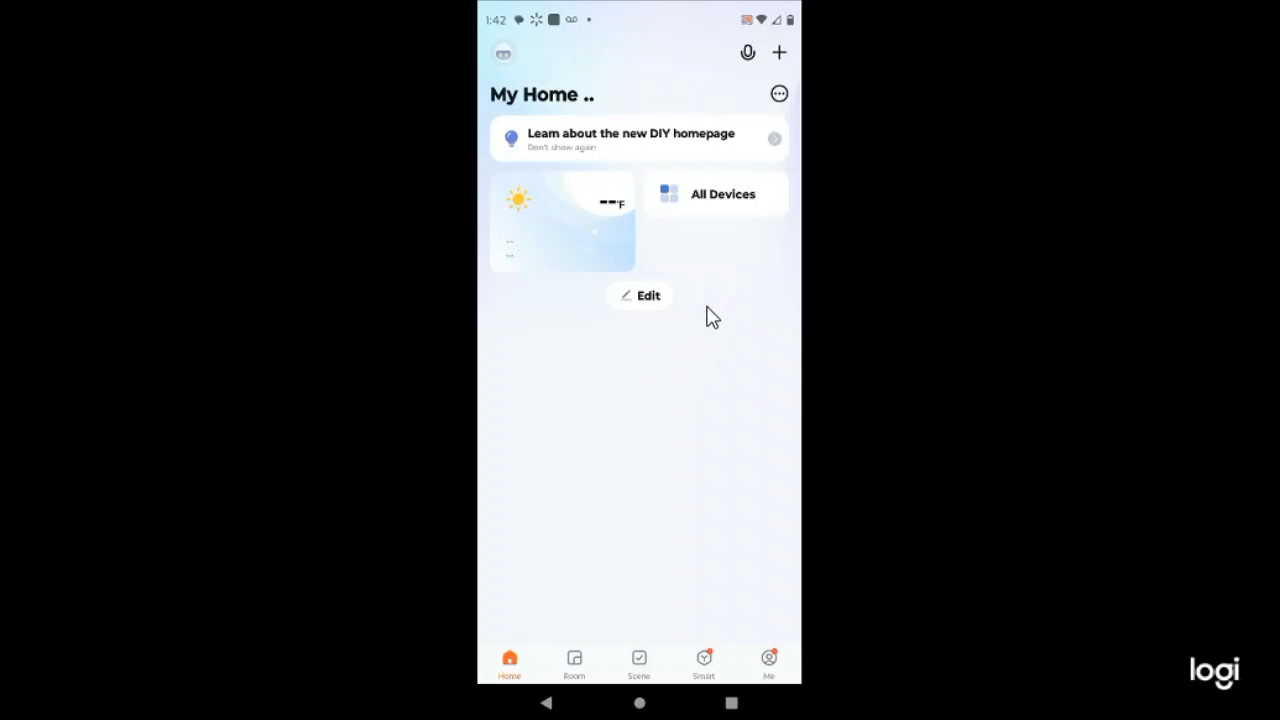 1:42
My Home ..
Learn about the new DIY homepage
Don't show again
--°F
All Devices
--
--
Edit
Home
Room
Scene
Smart
Me
logi